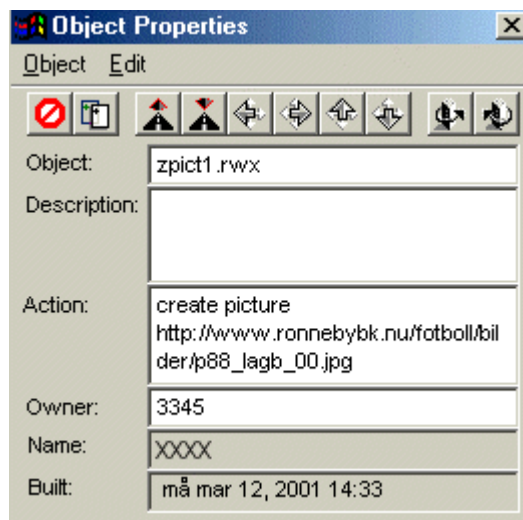 Object Properties
Object Edit
Object: zpict1.rwx
Description:
Action: create picture
http://www.ronnebybk.nu/fotboll/bil
der/p88_lagb_00.jpg
Owner: 3345
Name: XXXX
Built: må mar 12, 2001 14:33